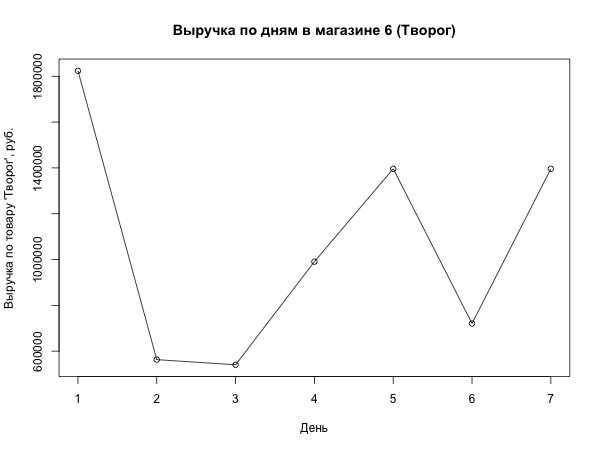 Выручка по дням в магазине 6 (Творог)
Выручка по товару 'Творог', руб.
1800000
1400000
1000000
600000
1 2 3 4 5 6 7
День